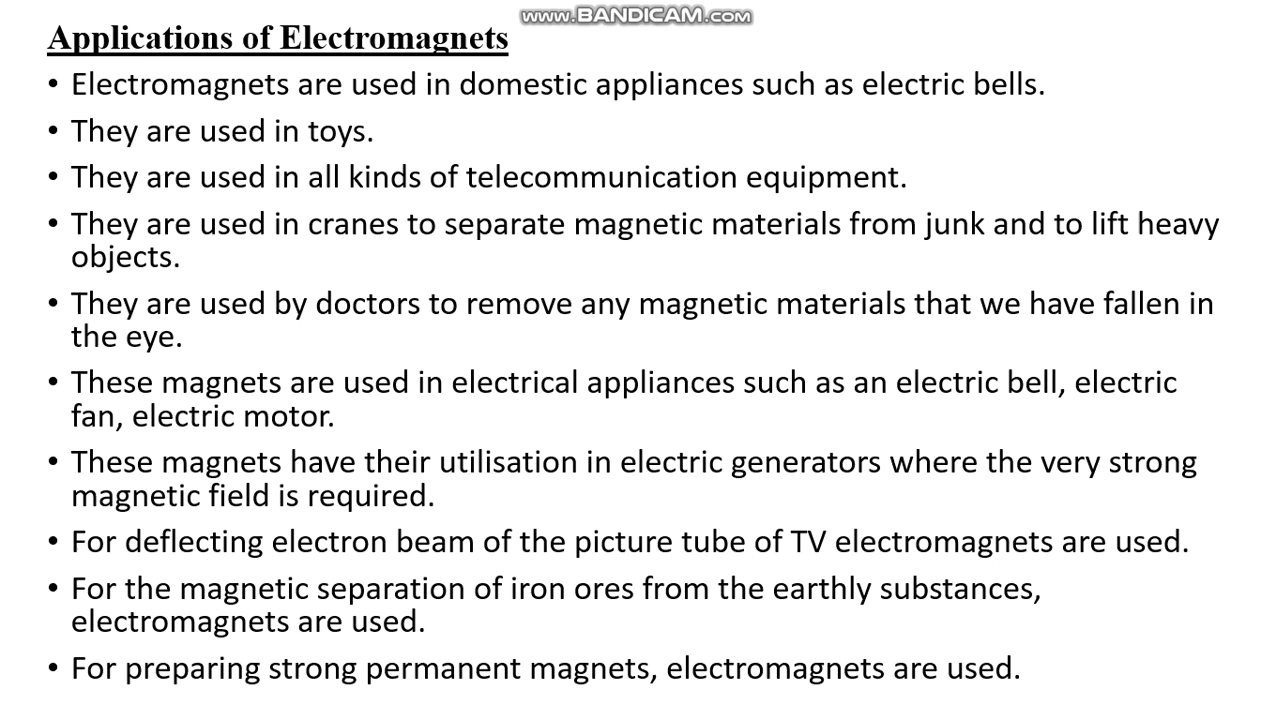 www.BANDICAM.com
Applications of Electromagnets
• Electromagnets are used in domestic appliances such as electric bells.
• They are used in toys.
• They are used in all kinds of telecommunication equipment.
• They are used in cranes to separate magnetic materials from junk and to lift heavy
objects.
• They are used by doctors to remove any magnetic materials that we have fallen in
the eye.
• These magnets are used in electrical appliances such as an electric bell, electric
fan, electric motor.
• These magnets have their utilisation in electric generators where the very strong
magnetic field is required.
• For deflecting electron beam of the picture tube of TV electromagnets are used.
• For the magnetic separation of iron ores from the earthly substances,
electromagnets are used.
• For preparing strong permanent magnets, electromagnets are used.